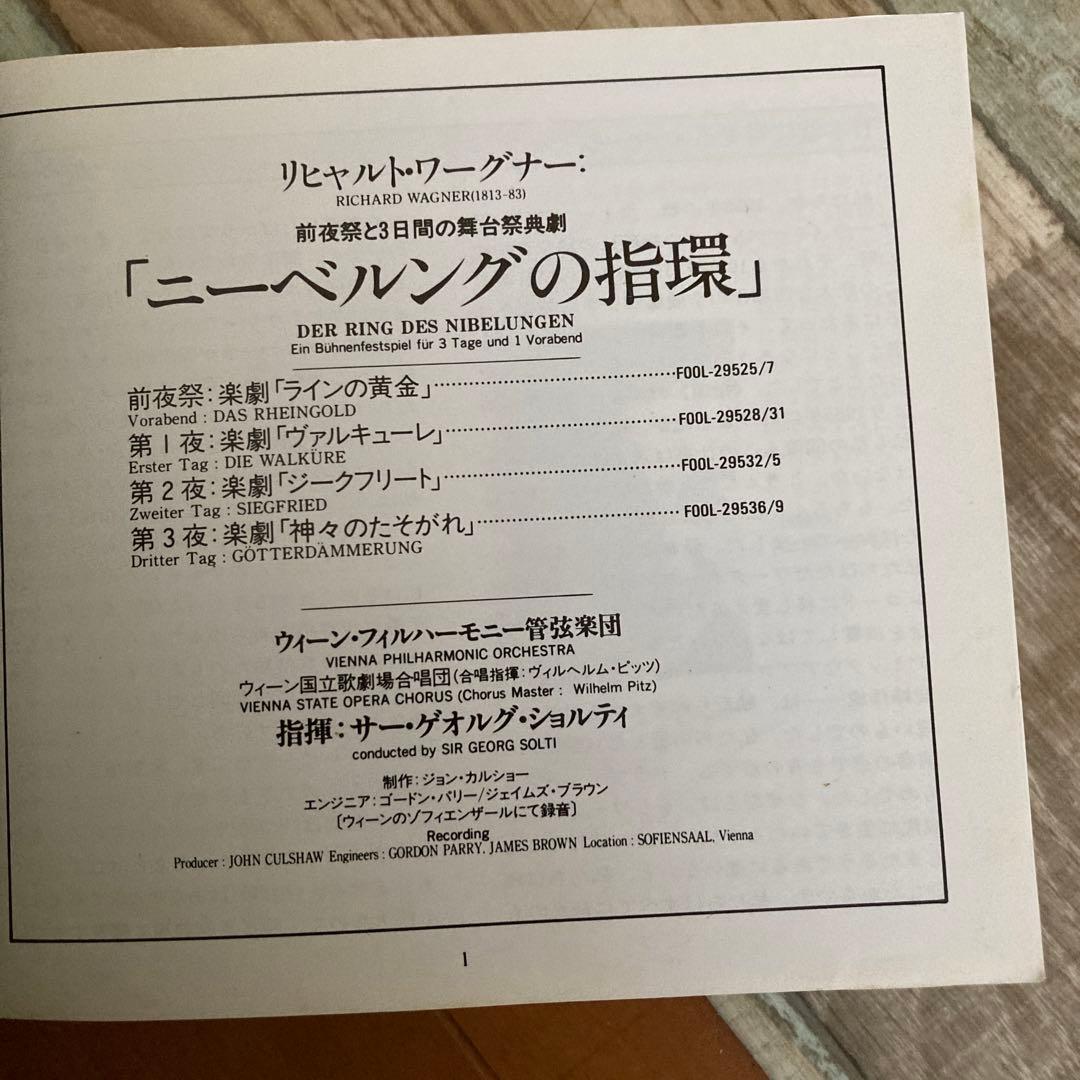 リヒャルト・ワーグナー:
RICHARD WAGNER(1813-83)
前夜祭と3日間の舞台祭典劇
「ニーベルングの指環」
DER RING DES NIBELUNGEN
Ein Bühnenfestspiel für 3 Tage und 1 Vorabend
前夜祭:楽劇「ラインの黄金」……………………………F00L-29525/7
Vorabend : DAS RHEINGOLD
第1夜:楽劇「ヴァルキューレ」……………………………F00L-29528/31
Erster Tag : DIE WALKÜRE
第2夜:楽劇「ジークフリート」……………………………F00L-29532/5
Zweiter Tag : SIEGFRIED
第3夜:楽劇「神々のたそがれ」…………………………F00L-29536/9
Dritter Tag : GÖTTERDÄMMERUNG
ウィーン・フィルハーモニー管弦楽団
VIENNA PHILHARMONIC ORCHESTRA
ウィーン国立歌劇場合唱団(合唱指揮:ヴィルヘルム・ピッツ)
VIENNA STATE OPERA CHORUS (Chorus Master : Wilhelm Pitz)
指揮:サー・ゲオルグ・ショルティ
conducted by SIR GEORG SOLTI
制作:ジョン・カルショー
エンジニア:ゴードン・パリー/ジェイムズ・ブラウン
〔ウィーンのゾフィエンザールにて録音〕
Recording
Producer : JOHN CULSHAW Engineers : GORDON PARRY, JAMES BROWN Location : SOFIENSAAL, Vienna
1